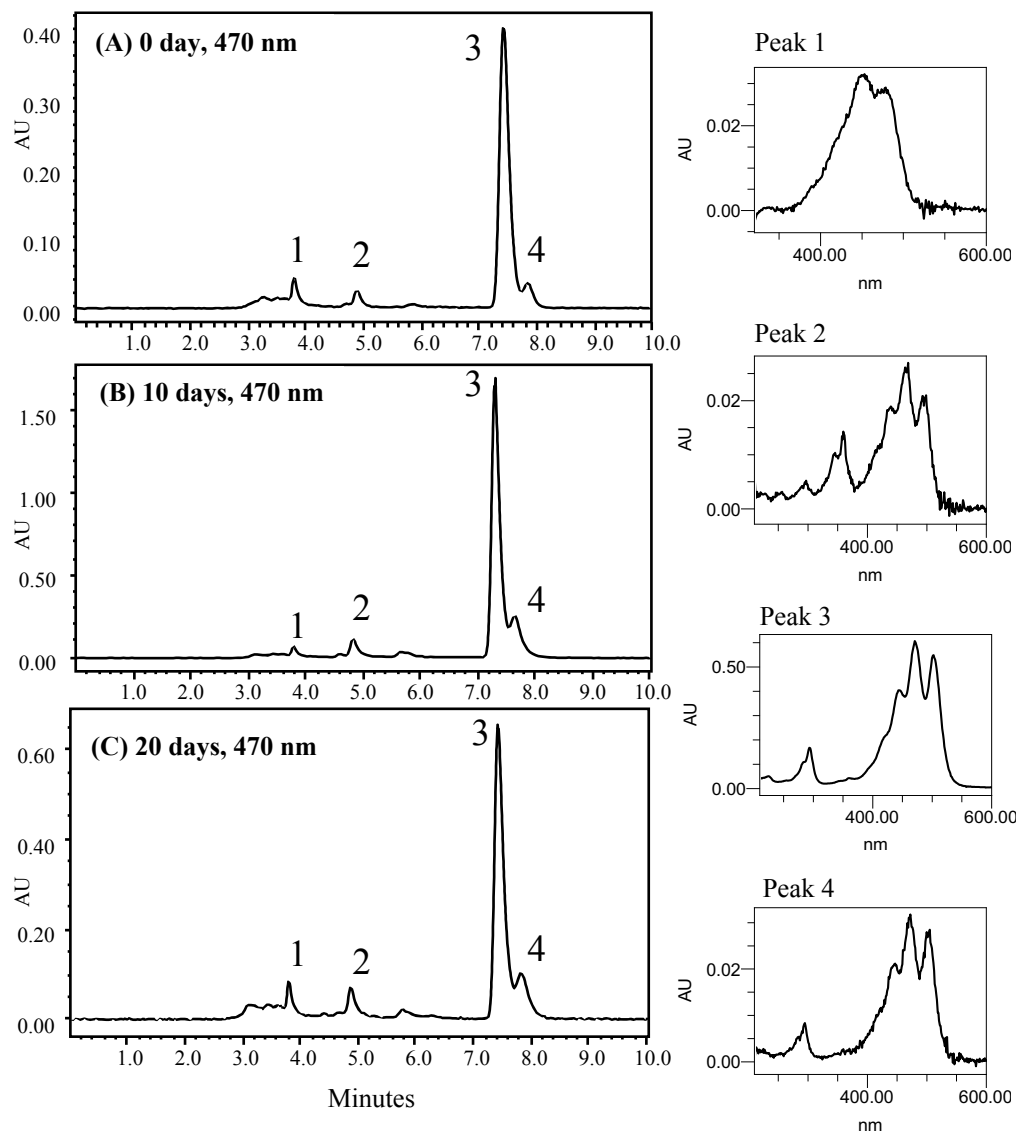 (A) 0 day, 470 nm
AU
0.40
0.30
0.20
0.10
0.00
1
2
3
4
1.0 2.0 3.0 4.0 5.0 6.0 7.0 8.0 9.0 10.0
(B) 10 days, 470 nm
AU
1.50
1.00
0.50
0.00
1
2
3
4
1.0 2.0 3.0 4.0 5.0 6.0 7.0 8.0 9.0 10.0
(C) 20 days, 470 nm
AU
0.60
0.40
0.20
0.00
1
2
3
4
1.0 2.0 3.0 4.0 5.0 6.0 7.0 8.0 9.0 10.0
Minutes
Peak 1
AU
0.02
0.00
400.00 600.00
nm
Peak 2
AU
0.02
0.00
400.00 600.00
nm
Peak 3
AU
0.50
0.00
400.00 600.00
nm
Peak 4
AU
0.02
0.00
400.00 600.00
nm